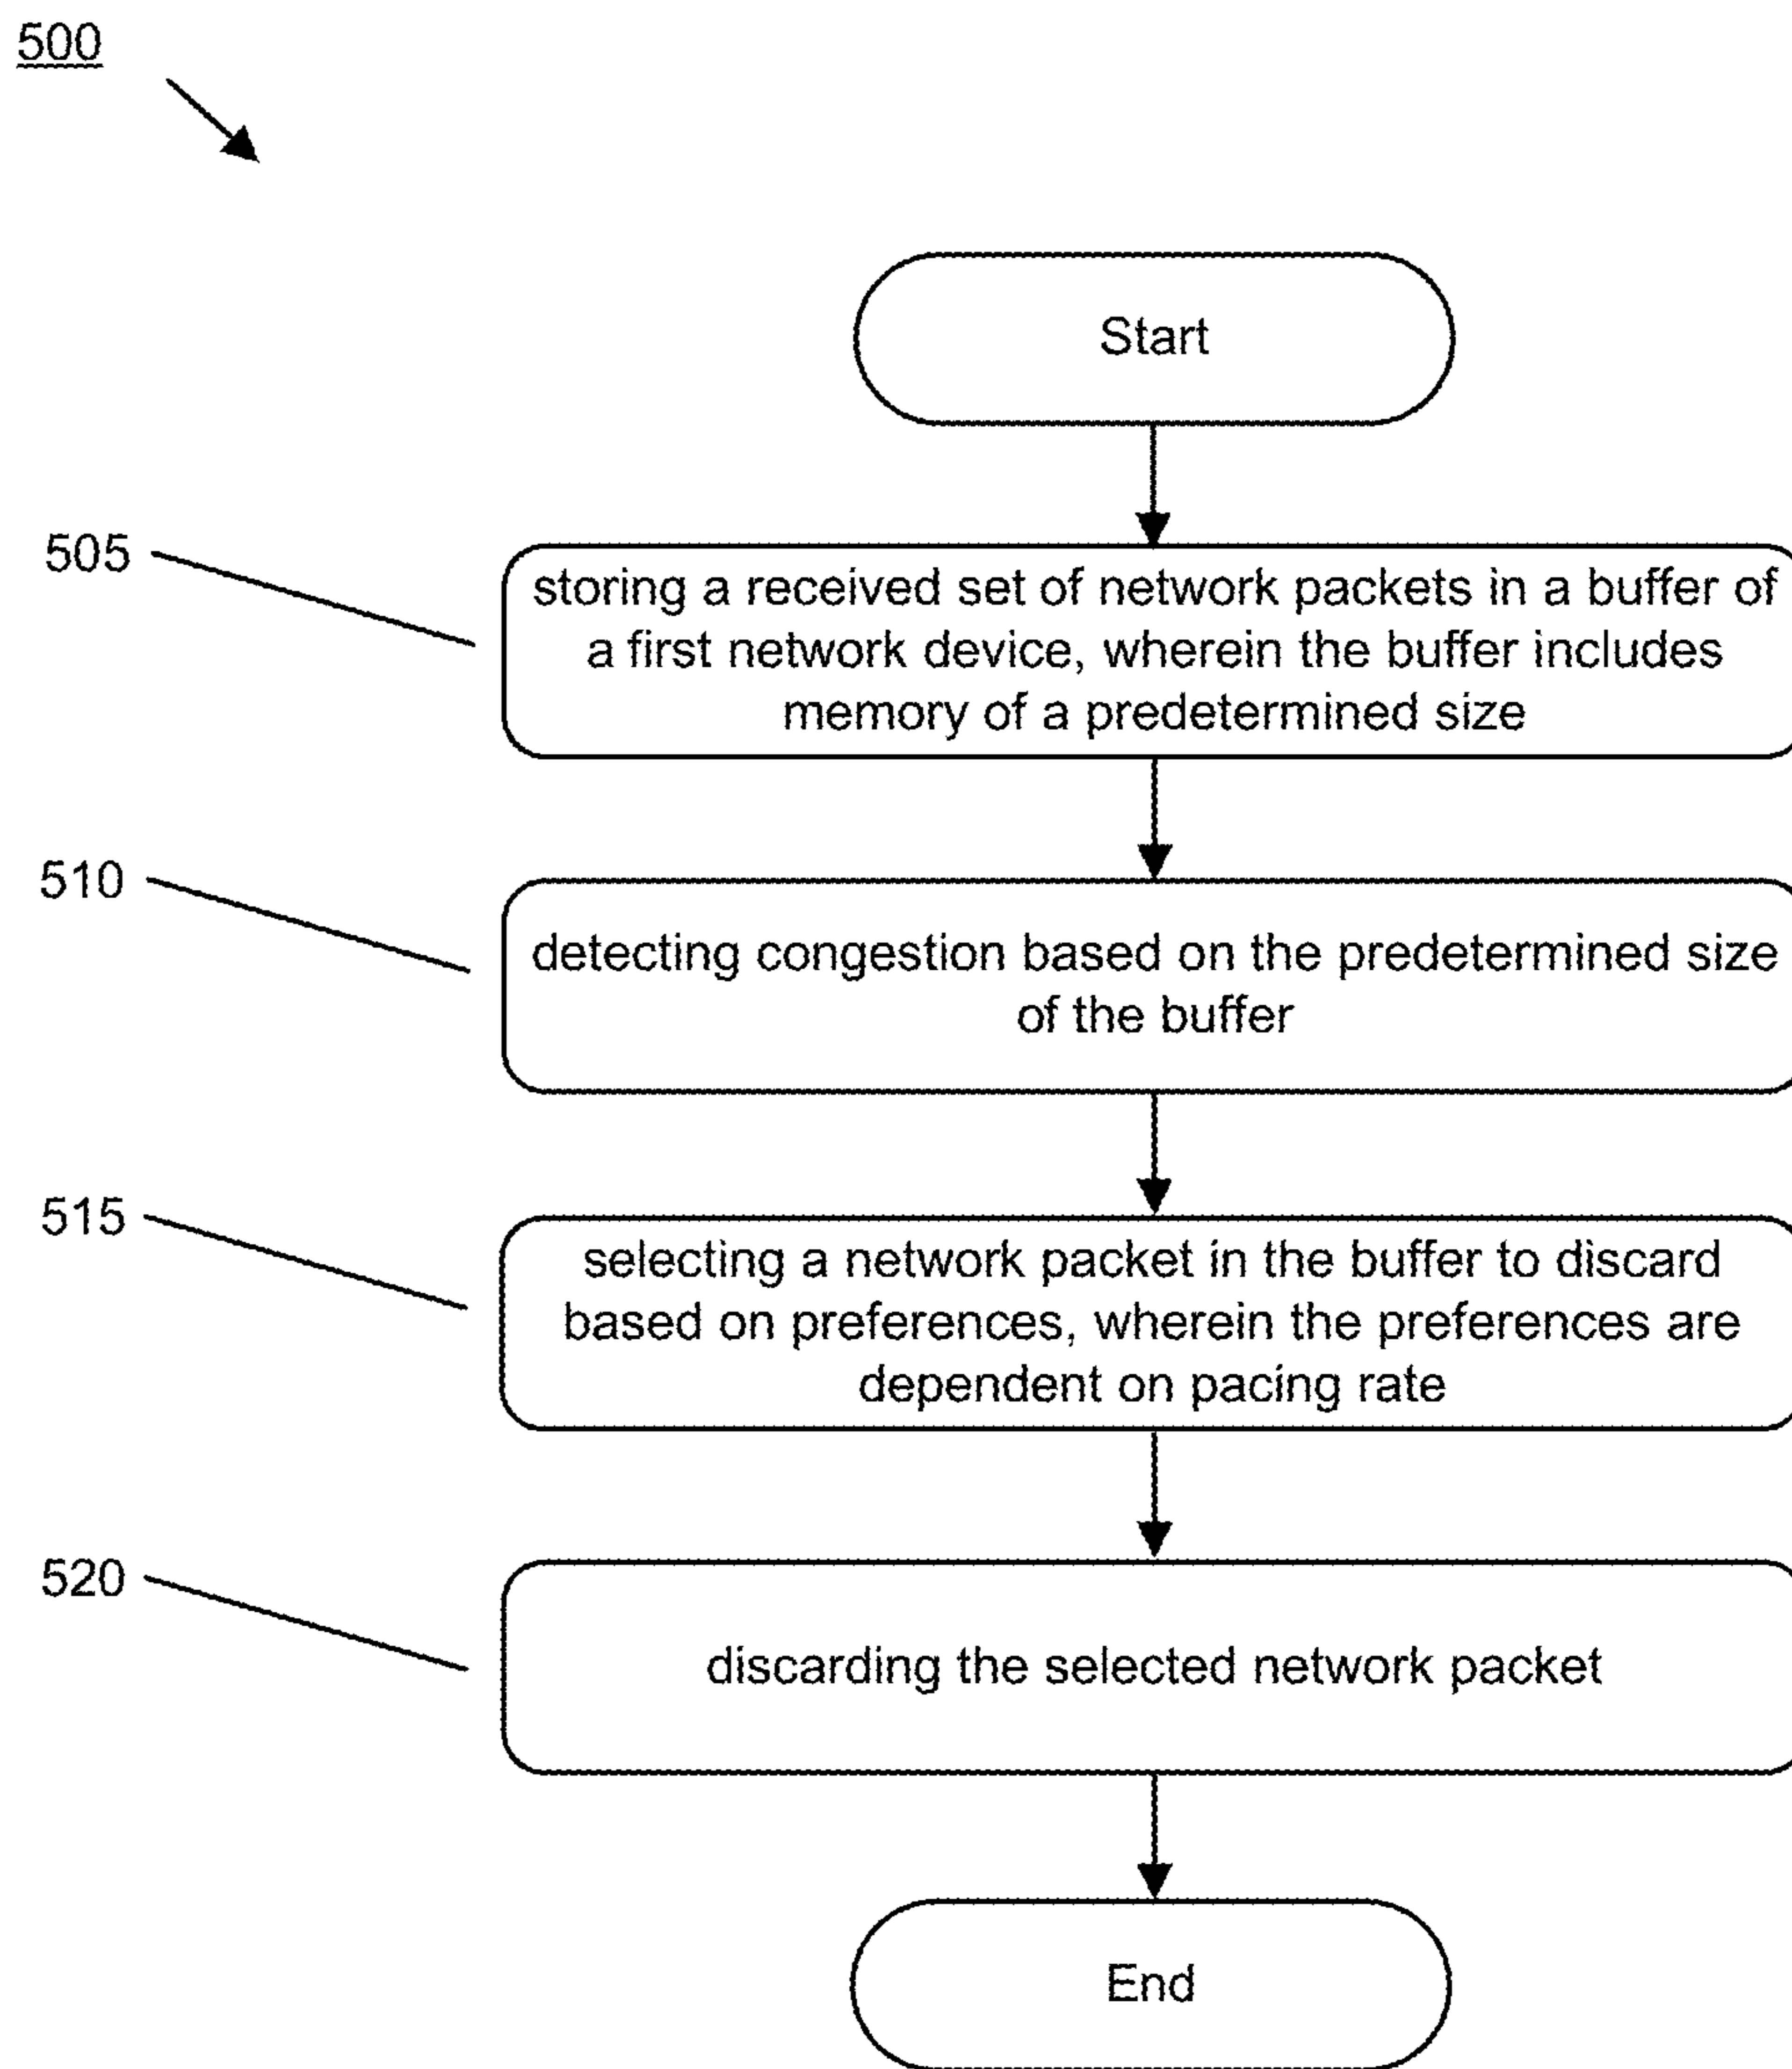 500
Start
505
storing a received set of network packets in a buffer of
a first network device, wherein the buffer includes
memory of a predetermined size
510
detecting congestion based on the predetermined size
of the buffer
515
selecting a network packet in the buffer to discard
based on preferences, wherein the preferences are
dependent on pacing rate
520
discarding the selected network packet
End